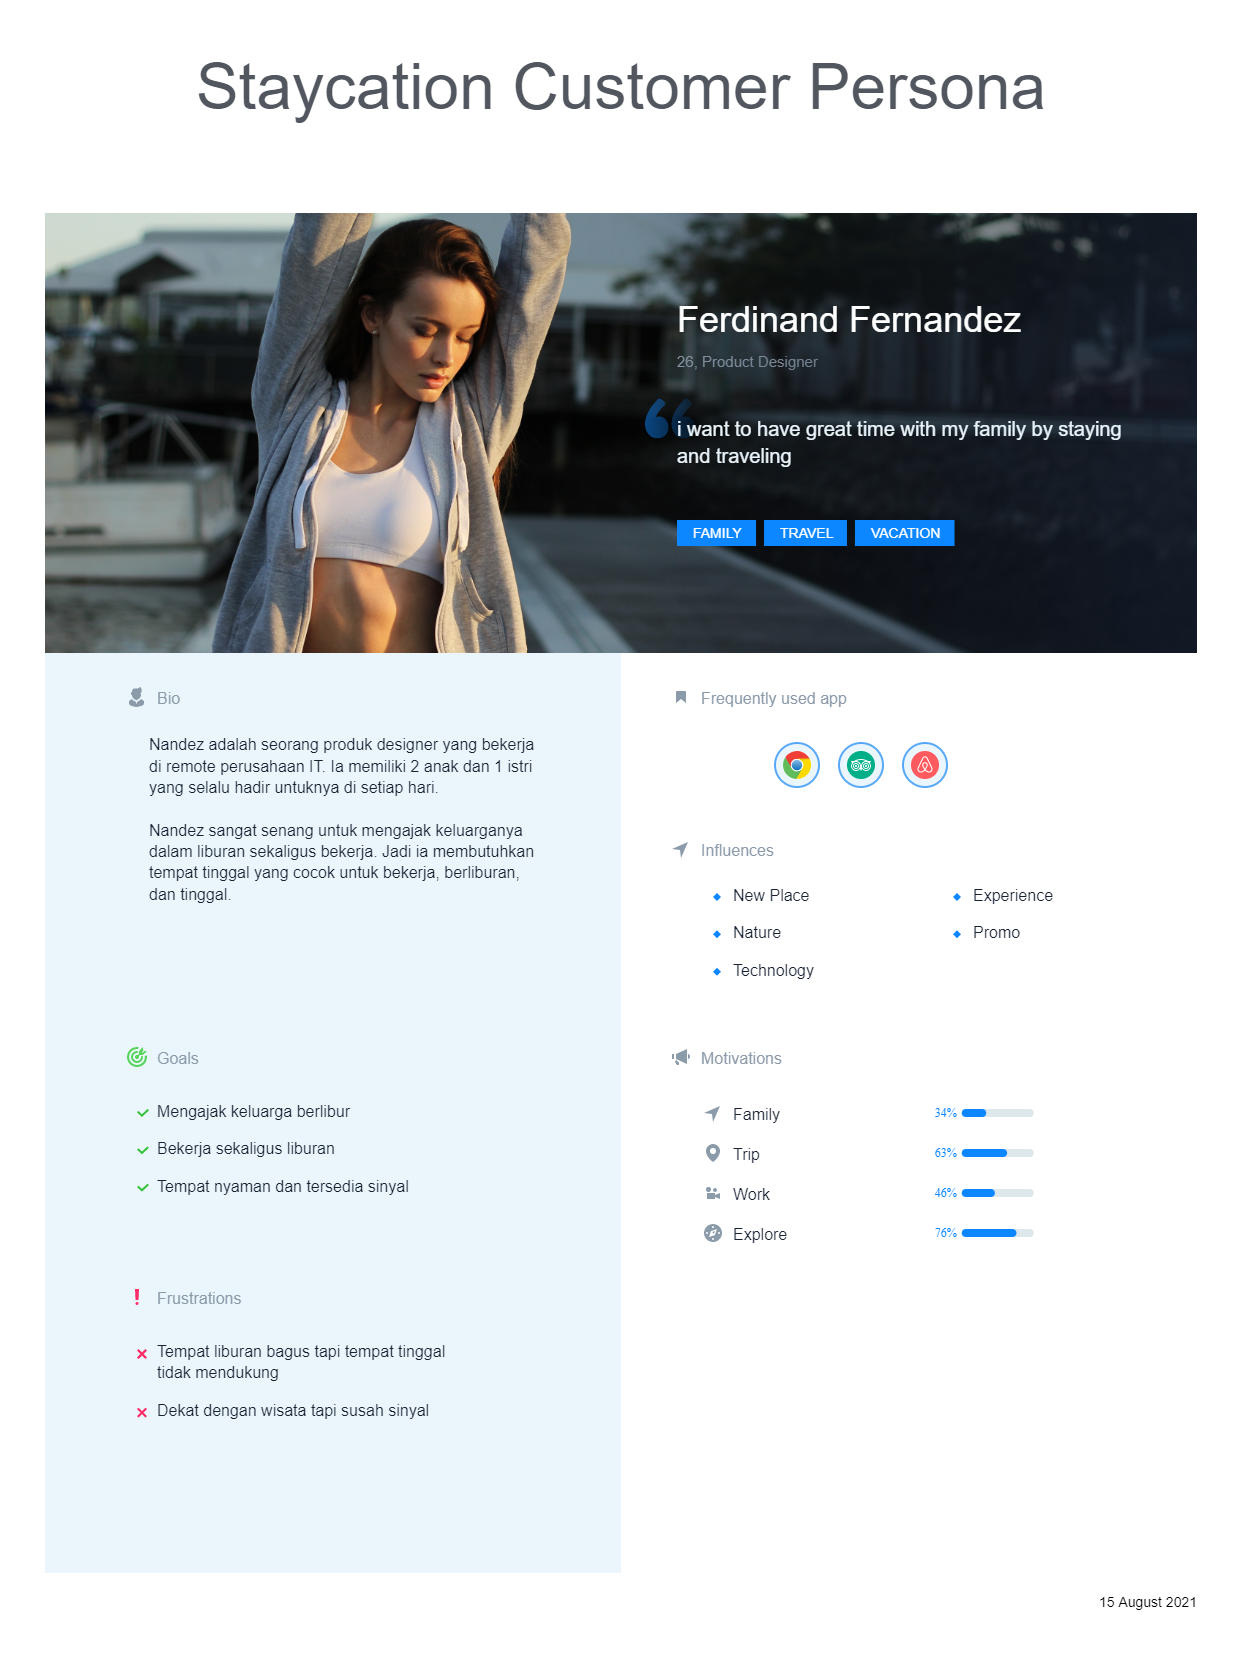 Staycation Customer Persona
Ferdinand Fernandez
26, Product Designer
i want to have great time with my family by staying
and traveling
FAMILY TRAVEL VACATION
Bio
Nandez adalah seorang produk designer yang bekerja
di remote perusahaan IT. Ia memiliki 2 anak dan 1 istri
yang selalu hadir untuknya di setiap hari.
Nandez sangat senang untuk mengajak keluarganya
dalam liburan sekaligus bekerja. Jadi ia membutuhkan
tempat tinggal yang cocok untuk bekerja, berliburan,
dan tinggal.
Goals
Mengajak keluarga berlibur
Bekerja sekaligus liburan
Tempat nyaman dan tersedia sinyal
Frustrations
Tempat liburan bagus tapi tempat tinggal
tidak mendukung
Dekat dengan wisata tapi susah sinyal
Frequently used app
Influences
New Place
Nature
Technology
Experience
Promo
Motivations
Family 34%
Trip 63%
Work 46%
Explore 76%
15 August 2021